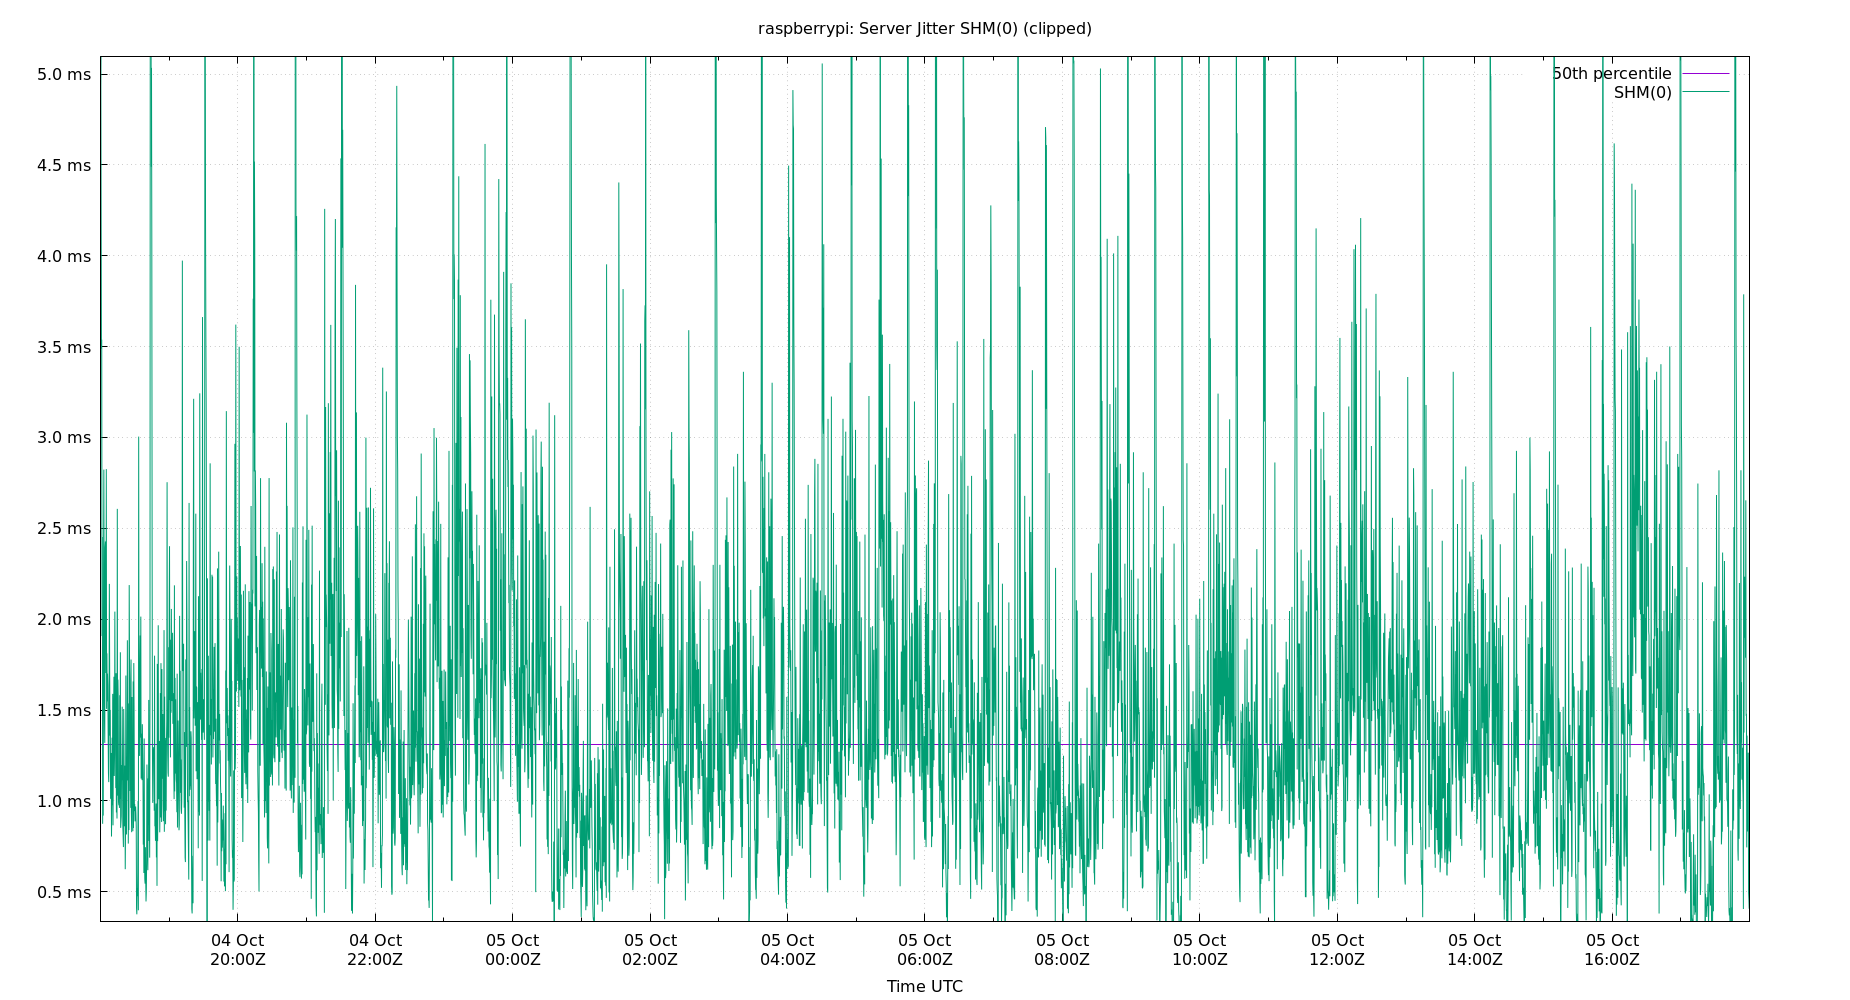 raspberrypi: Server Jitter SHM(0) (clipped)
5.0 ms
4.5 ms
4.0 ms
3.5 ms
3.0 ms
2.5 ms
2.0 ms
1.5 ms
1.0 ms
0.5 ms
50th percentile
SHM(0)
04 Oct 04 Oct 05 Oct 05 Oct 05 Oct 05 Oct 05 Oct 05 Oct 05 Oct 05 Oct 05 Oct
20:00Z 22:00Z 00:00Z 02:00Z 04:00Z 06:00Z 08:00Z 10:00Z 12:00Z 14:00Z 16:00Z
Time UTC